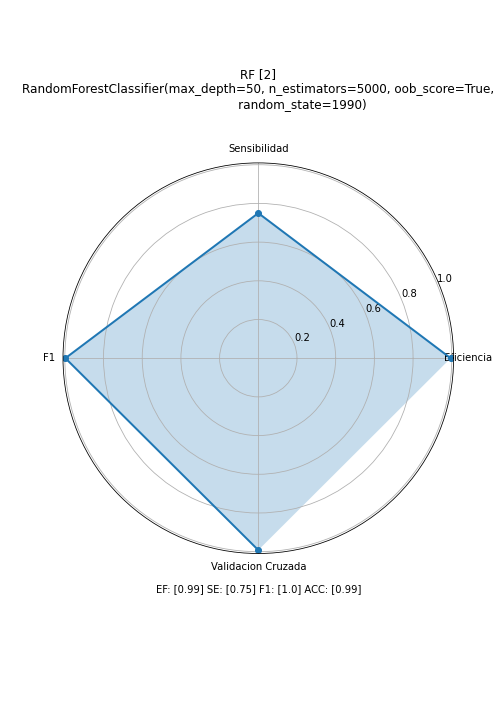 RF [2]
RandomForestClassifier(max_depth=50, n_estimators=5000, oob_score=True,
random_state=1990)
Sensibilidad
1.0
0.8
0.6
0.4
0.2
F1
Eficiencia
Validacion Cruzada
EF: [0.99] SE: [0.75] F1: [1.0] ACC: [0.99]